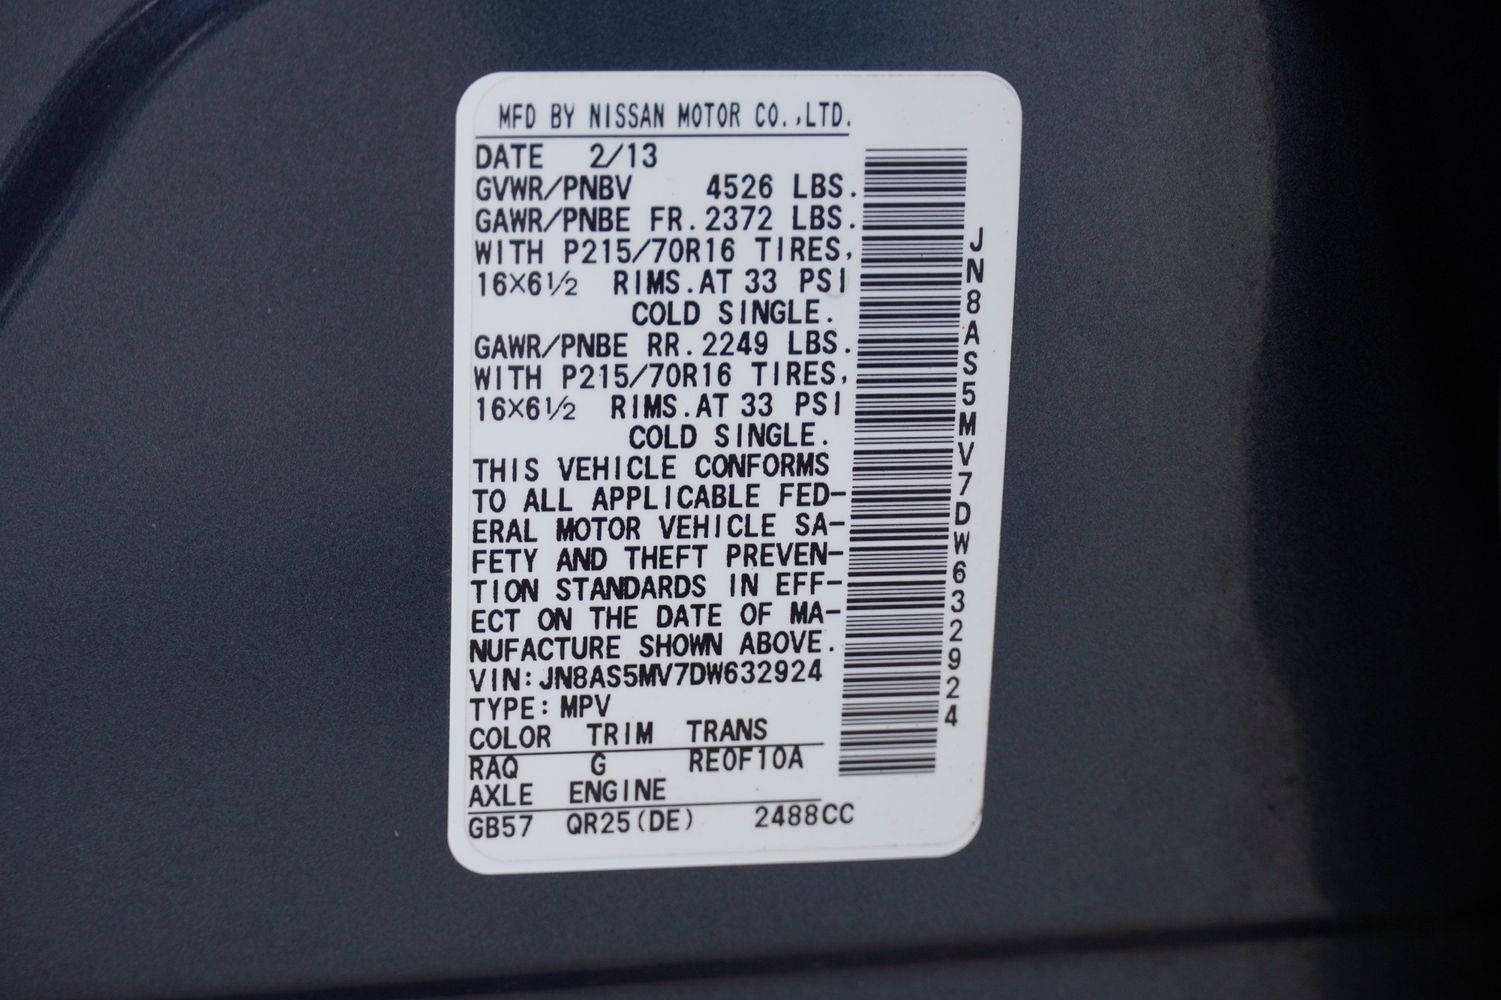 MFD BY NISSAN MOTOR CO.,LTD.
DATE 2/13
GVWR/PNBV 4526 LBS.
GAWR/PNBE FR.2372 LBS.
WITH P215/70R16 TIRES,
16×6½ RIMS.AT 33 PSI
COLD SINGLE.
GAWR/PNBE RR.2249 LBS.
WITH P215/70R16 TIRES,
16×6½ RIMS.AT 33 PSI
COLD SINGLE.
THIS VEHICLE CONFORMS
TO ALL APPLICABLE FED-
ERAL MOTOR VEHICLE SA-
FETY AND THEFT PREVEN-
TION STANDARDS IN EFF-
ECT ON THE DATE OF MA-
NUFACTURE SHOWN ABOVE.
VIN:JN8AS5MV7DW632924
TYPE:MPV
COLOR TRIM TRANS
RAQ G RE0F10A
AXLE ENGINE
GB57 QR25(DE) 2488CC
JN8AS5MV7DW632924